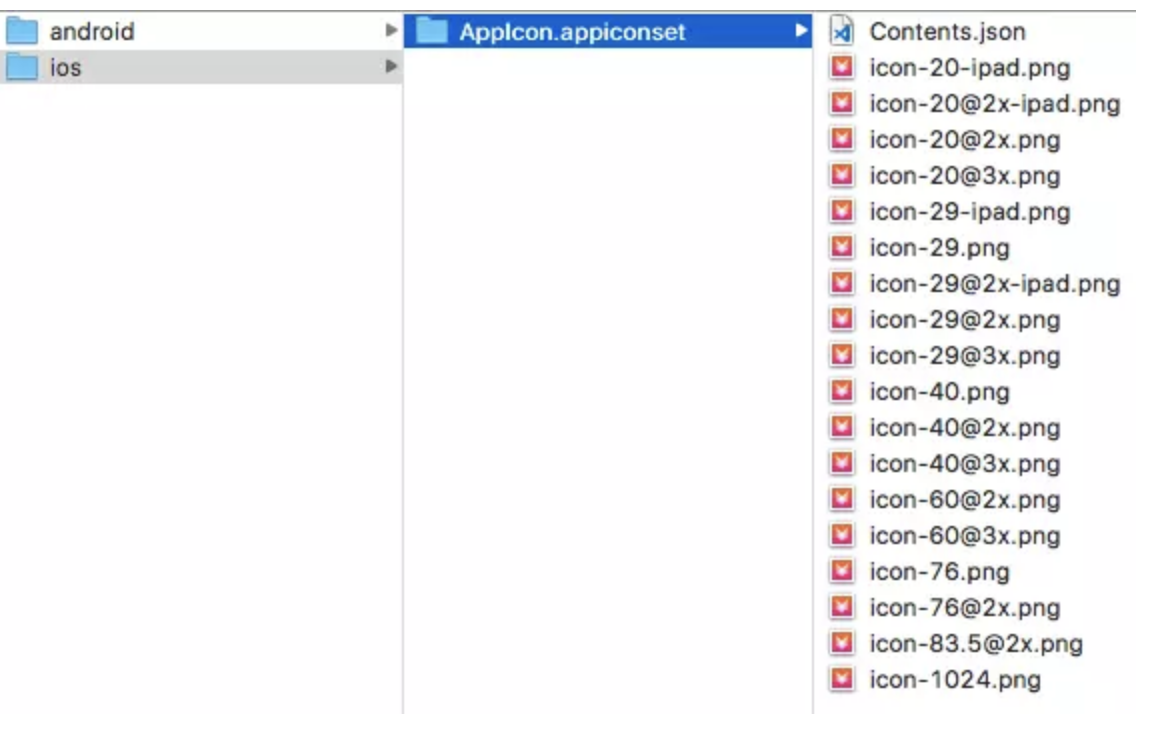 android
ios
AppIcon.appiconset
Contents.json
icon-20-ipad.png
icon-20@2x-ipad.png
icon-20@2x.png
icon-20@3x.png
icon-29-ipad.png
icon-29.png
icon-29@2x-ipad.png
icon-29@2x.png
icon-29@3x.png
icon-40.png
icon-40@2x.png
icon-40@3x.png
icon-60@2x.png
icon-60@3x.png
icon-76.png
icon-76@2x.png
icon-83.5@2x.png
icon-1024.png